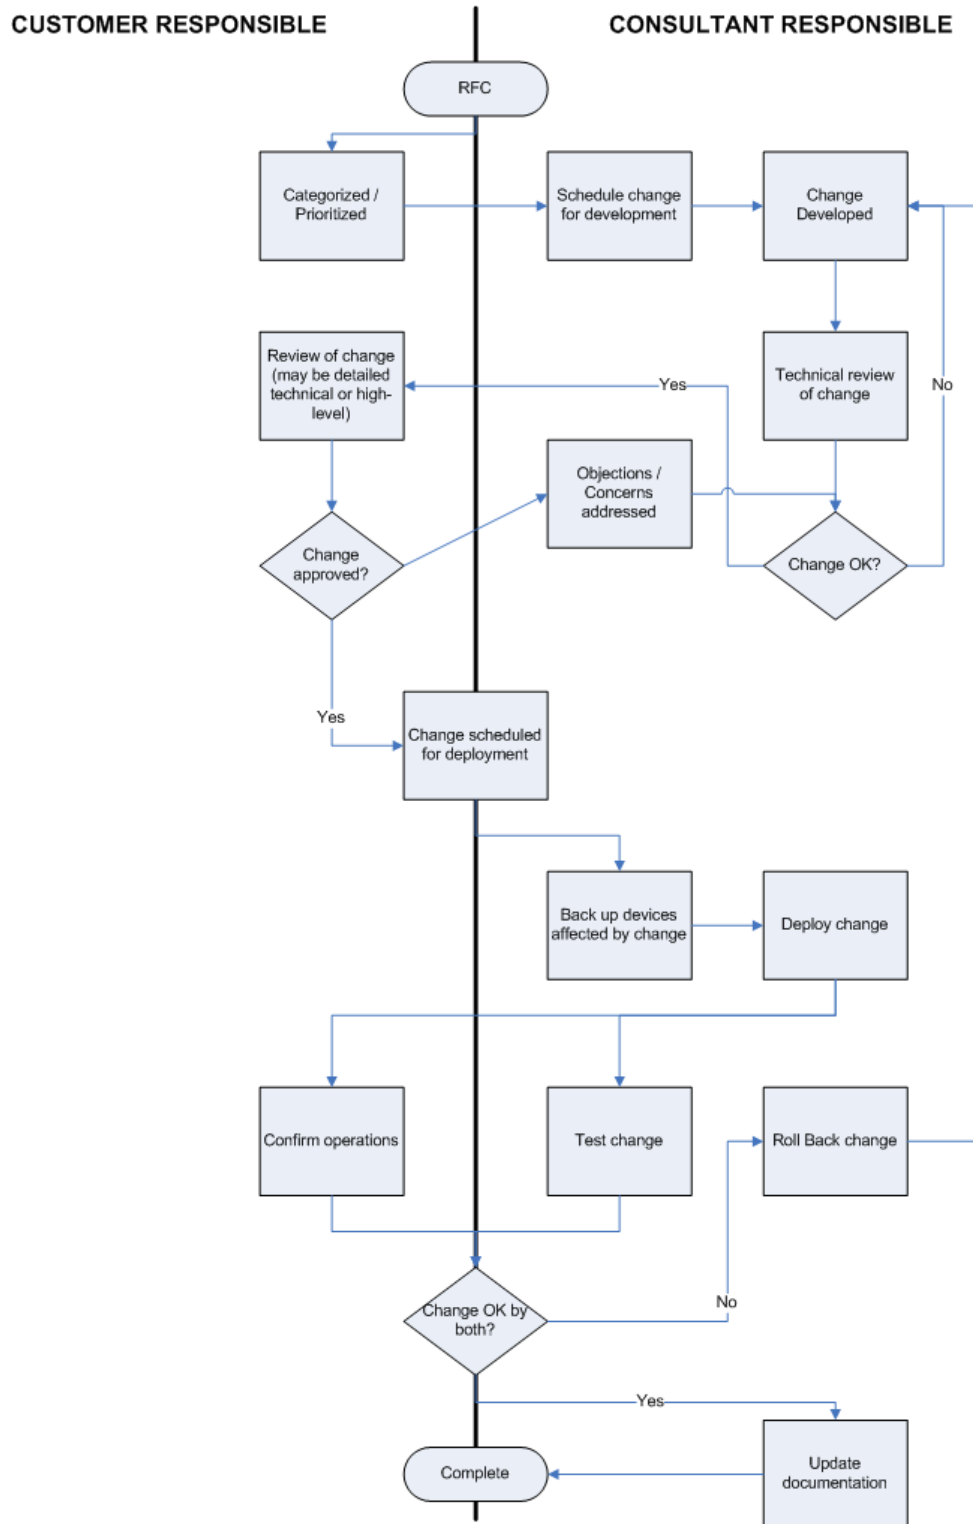 CUSTOMER RESPONSIBLE
CONSULTANT RESPONSIBLE
RFC
Categorized /
Prioritized
Schedule change
for development
Change
Developed
Review of change
(may be detailed
technical or high-
level)
Yes
Technical review
of change
No
Objections /
Concerns
addressed
Change
approved?
Change OK?
Yes
Change scheduled
for deployment
Back up devices
affected by change
Deploy change
Confirm operations
Test change
Roll Back change
No
Change OK by
both?
Yes
Update
documentation
Complete